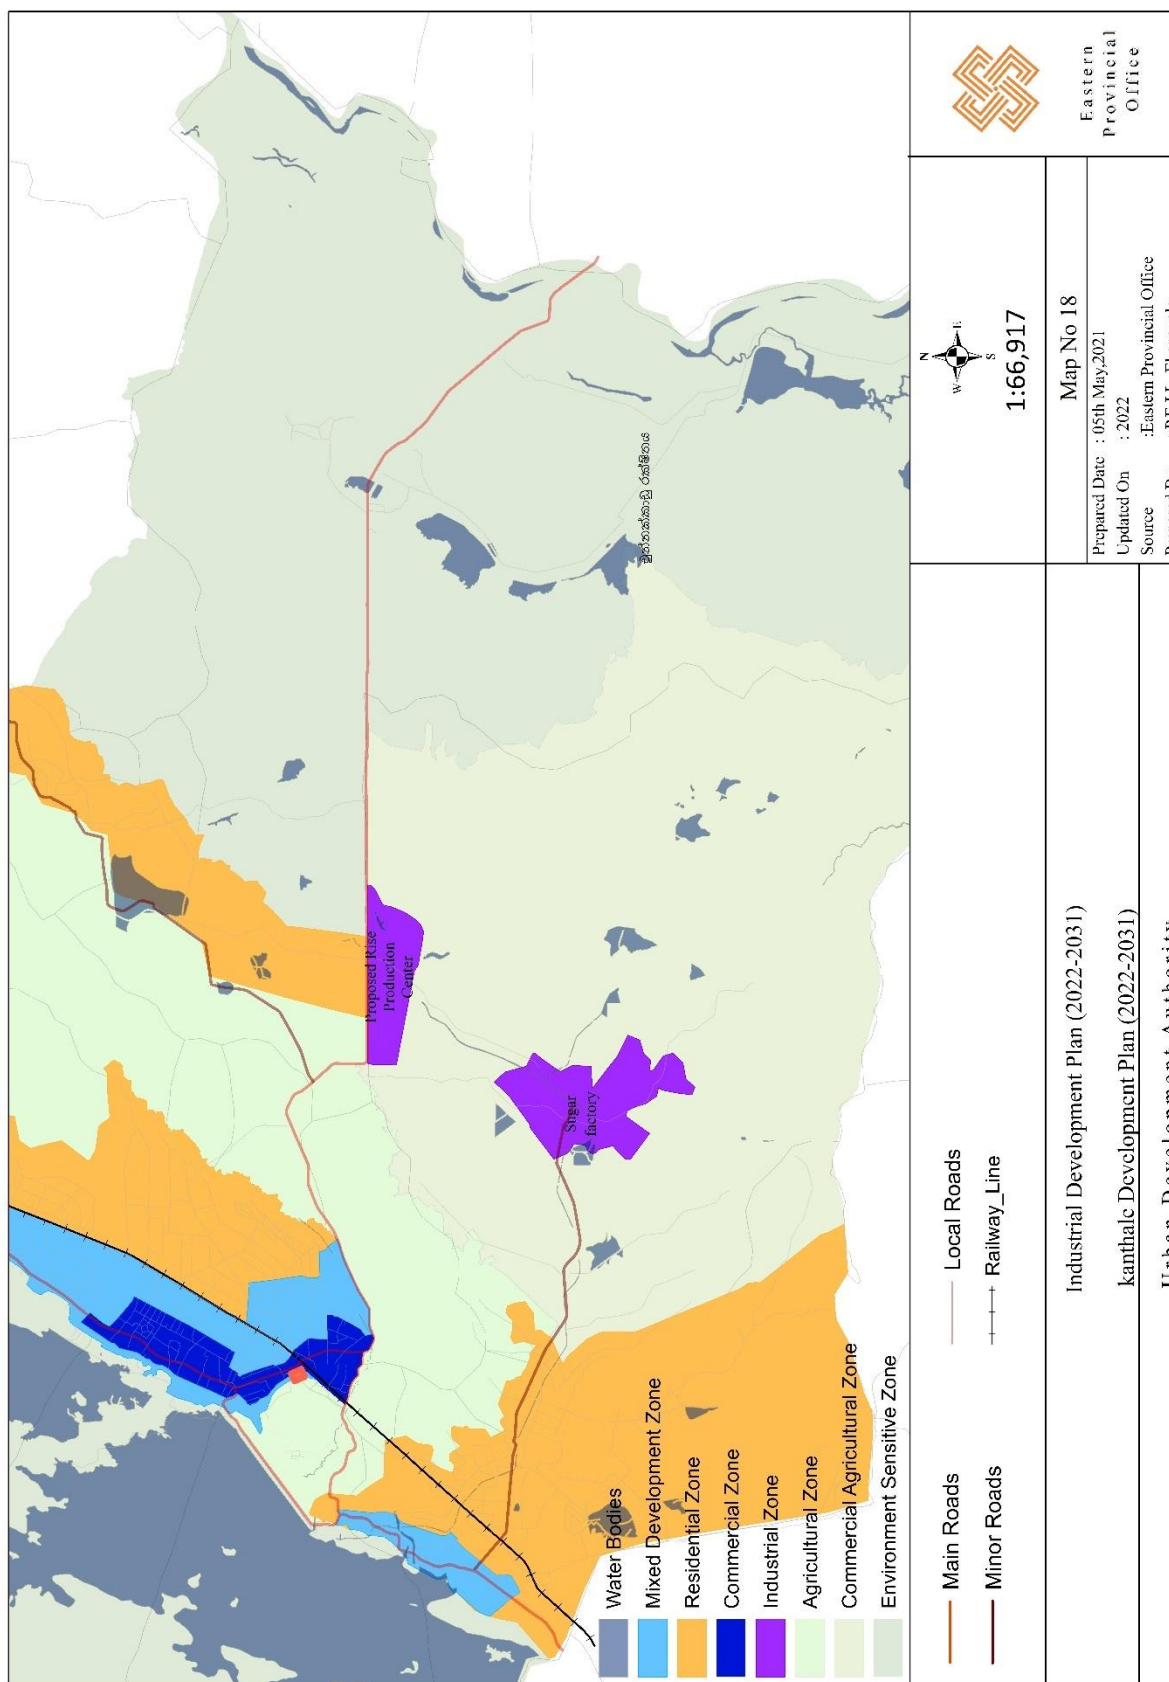 Eastern
Provincial
Office
N
W
E
S
1:66,917
Map No 18
Prepared Date : 05th May,2021
Updated On : 2022
Source :Eastern Provincial Office
Proposed Rise
Production
Center
Sugar
factory
Water Bodies
Mixed Development Zone
Residential Zone
Commercial Zone
Industrial Zone
Agricultural Zone
Commercial Agricultural Zone
Environment Sensitive Zone
Main Roads
Local Roads
Minor Roads
Railway_Line
Industrial Development Plan (2022-2031)
kanthale Development Plan (2022-2031)
Urban Development Authority